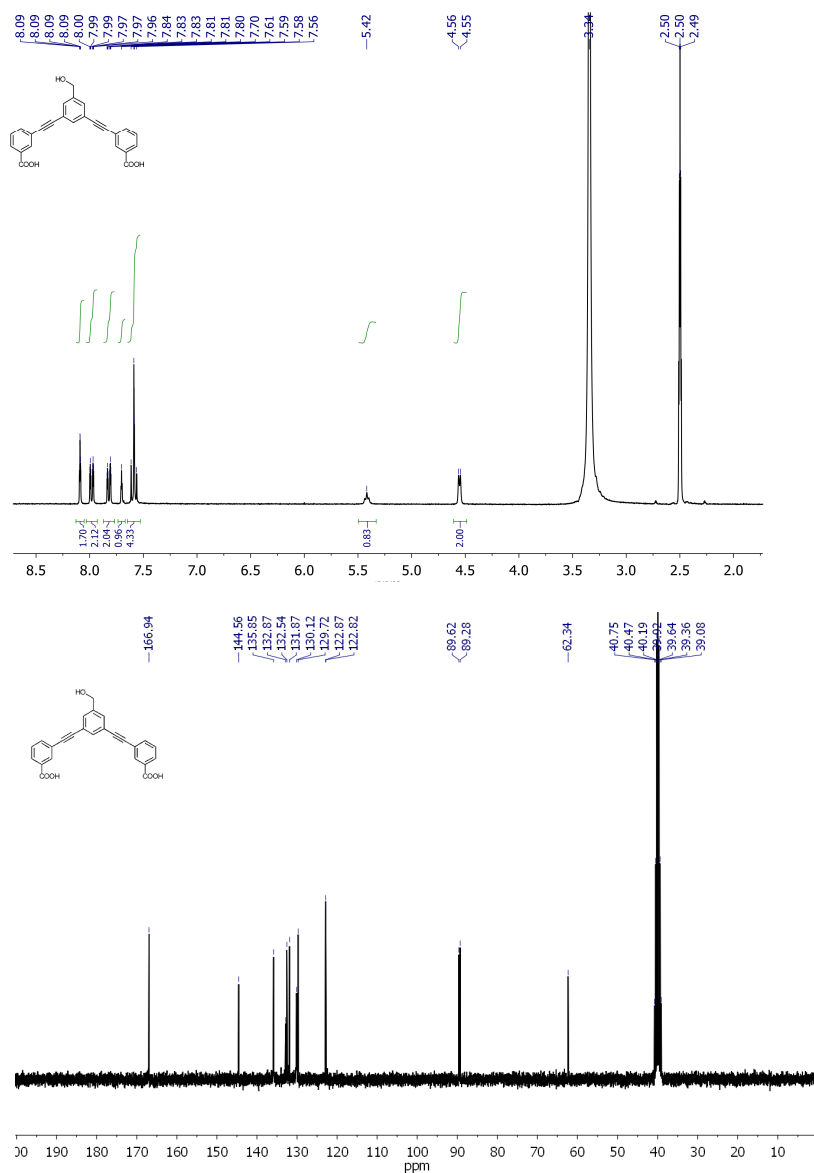 8.09 8.09 8.09 8.09 8.00 7.99 7.99 7.97 7.97 7.96 7.84 7.83 7.83 7.81 7.81 7.80 7.70 7.61 7.59 7.58 7.56 5.42 4.56 4.55 3.34 2.50 2.50 2.49
HO
COOH COOH
1.70 2.12 2.04 0.96 4.33 0.83 2.00
8.5 8.0 7.5 7.0 6.5 6.0 5.5 5.0 4.5 4.0 3.5 3.0 2.5 2.0
166.94 144.56 135.85 132.87 132.54 131.87 130.12 129.72 122.87 122.82 89.62 89.28 62.34 40.75 40.47 40.19 39.92 39.64 39.36 39.08
HO
COOH COOH
190 180 170 160 150 140 130 120 110 100 90 80 70 60 50 40 30 20 10
ppm